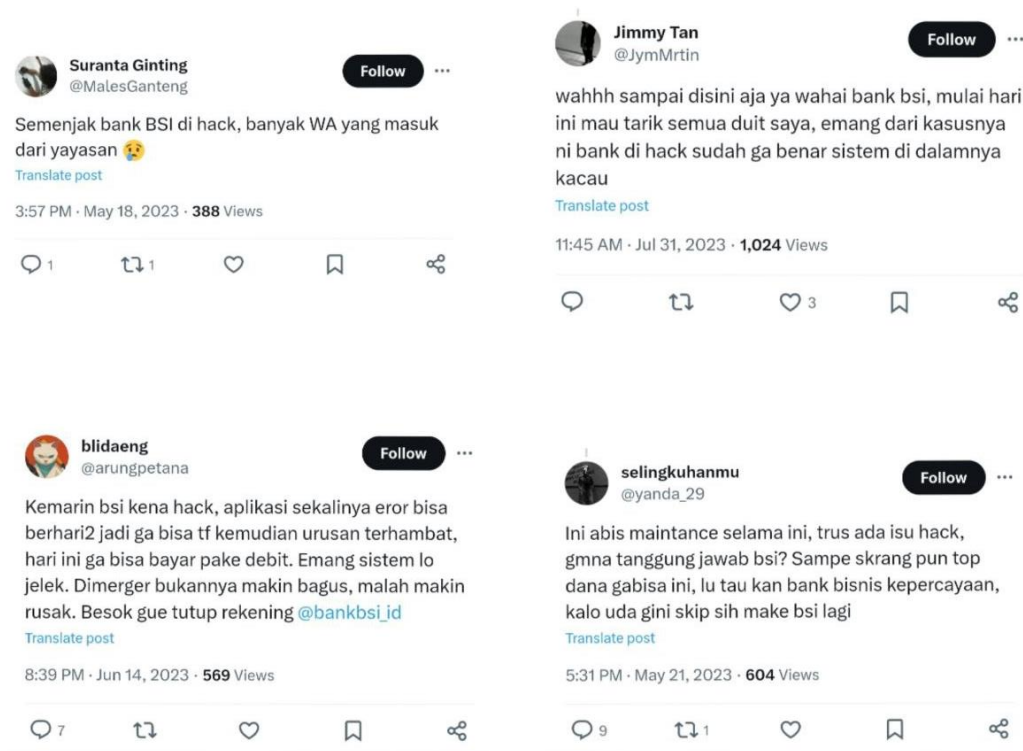 Suranta Ginting
@MalesGanteng
Follow
Semenjak bank BSI di hack, banyak WA yang masuk
dari yayasan 😢
Translate post
3:57 PM · May 18, 2023 · 388 Views
1
1
Jimmy Tan
@JymMrtin
Follow
wahhh sampai disini aja ya wahai bank bsi, mulai hari
ini mau tarik semua duit saya, emang dari kasusnya
ni bank di hack sudah ga benar sistem di dalamnya
kacau
Translate post
11:45 AM · Jul 31, 2023 · 1,024 Views
3
blidaeng
@arungpetana
Follow
Kemarin bsi kena hack, aplikasi sekalinya eror bisa
berhari2 jadi ga bisa tf kemudian urusan terhambat,
hari ini ga bisa bayar pake debit. Emang sistem lo
jelek. Dimerger bukannya makin bagus, malah makin
rusak. Besok gue tutup rekening @bankbsi_id
Translate post
8:39 PM · Jun 14, 2023 · 569 Views
7
selingkuhanmu
@yanda_29
Follow
Ini abis maintance selama ini, trus ada isu hack,
gmna tanggung jawab bsi? Sampe skrang pun top
dana gabisa ini, lu tau kan bank bisnis kepercayaan,
kalo uda gini skip sih make bsi lagi
Translate post
5:31 PM · May 21, 2023 · 604 Views
9
1